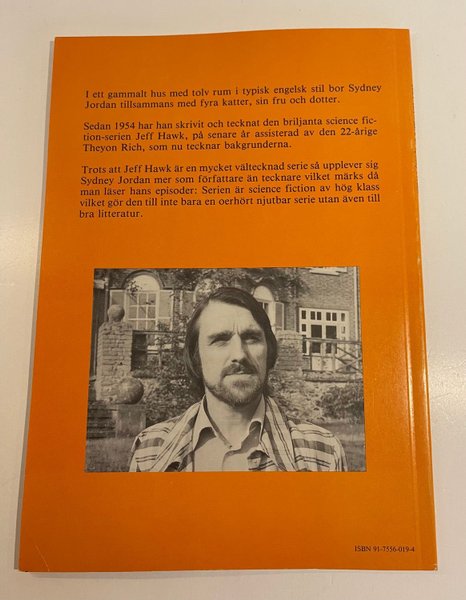 I ett gammalt hus med tolv rum i typisk engelsk stil bor Sydney
Jordan tillsammans med fyra katter, sin fru och dotter.
Sedan 1954 har han skrivit och tecknat den briljanta science fic-
tion-serien Jeff Hawk, på senare år assisterad av den 22-årige
Theyon Rich, som nu tecknar bakgrunderna.
Trots att Jeff Hawk är en mycket vältecknad serie så upplever sig
Sydney Jordan mer som författare än tecknare vilket märks då
man läser hans episoder: Serien är science fiction av hög klass
vilket gör den till inte bara en oerhört njutbar serie utan även till
bra litteratur.
ISBN 91-7556-019-4